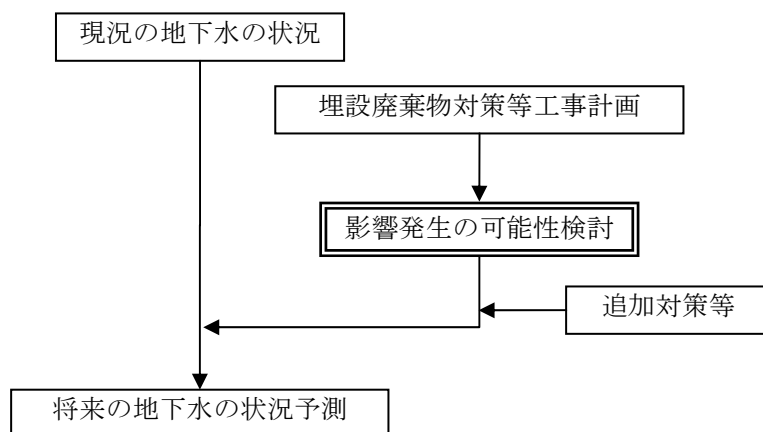 現況の地下水の状況
埋設廃棄物対策等工事計画
影響発生の可能性検討
追加対策等
将来の地下水の状況予測